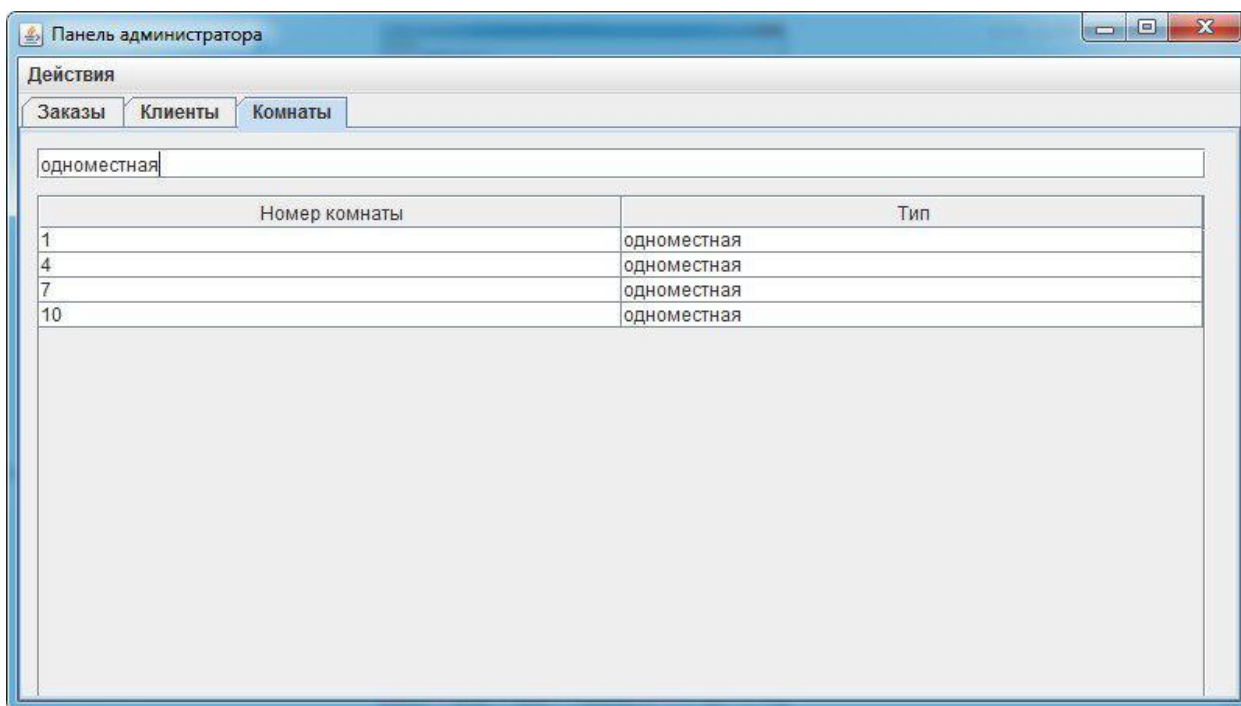 Панель администратора
Действия
Заказы Клиенты Комнаты
одноместная
Номер комнаты Тип
1 одноместная
4 одноместная
7 одноместная
10 одноместная